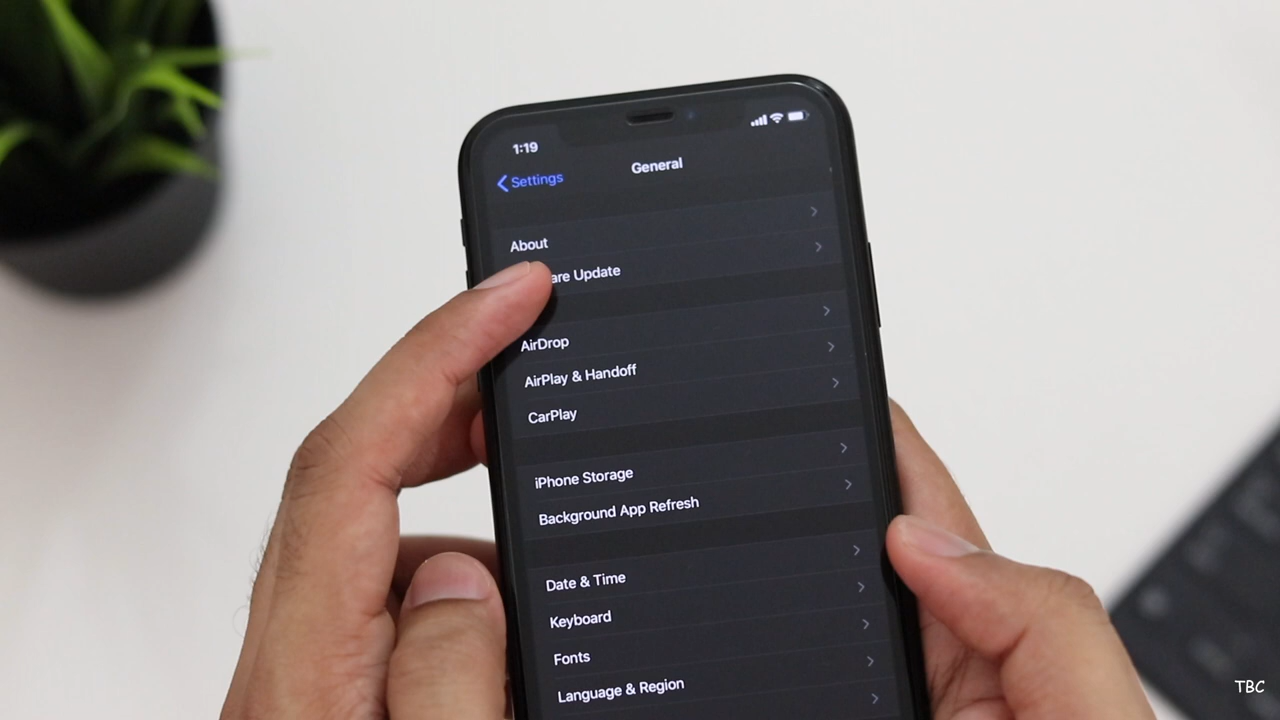 1:19
Settings
General
About
are Update
AirDrop
AirPlay & Handoff
CarPlay
iPhone Storage
Background App Refresh
Date & Time
Keyboard
Fonts
Language & Region
TBC